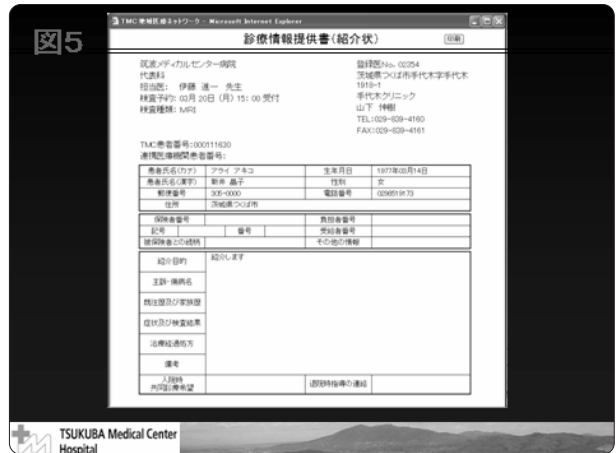 図5
TMC 地域医療ネットワーク - Microsoft Internet Explorer
診療情報提供書(紹介状)
印刷
筑波メディカルセンター病院
代表科
担当医: 伊藤 進一 先生
検査予約: 03月 20日 (月) 15:00 受付
検査種類: MRI
登録医No. 02354
茨城県つくば市手代木字手代木
1918-1
手代木クリニック
山下 伸樹
TEL:029-839-4160
FAX:029-839-4161
TMC患者番号:000111630
連携医療機関患者番号:
患者氏名(カナ) アライ アキコ 生年月日 1977年03月14日
患者氏名(漢字) 新井 晶子 性別 女
郵便番号 305-0000 電話番号 0298519173
住所 茨城県つくば市
保険者番号 負担者番号
記号 番号 受給者番号
被保険者との続柄 その他の情報
紹介目的 紹介します
主訴・傷病名
既往歴及び家族歴
症状及び検査結果
治療経過処方
備考
入院時
共同診療希望 退院時指導の連絡
TSUKUBA Medical Center
Hospital